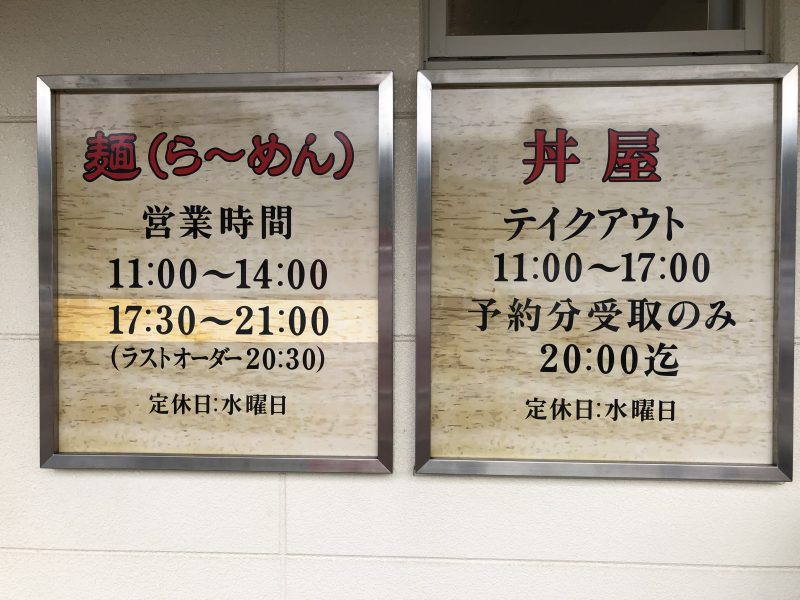 麺(ら〜めん)
営業時間
11:00〜14:00
17:30〜21:00
(ラストオーダー20:30)
定休日:水曜日
丼屋
テイクアウト
11:00〜17:00
予約分受取のみ
20:00迄
定休日:水曜日